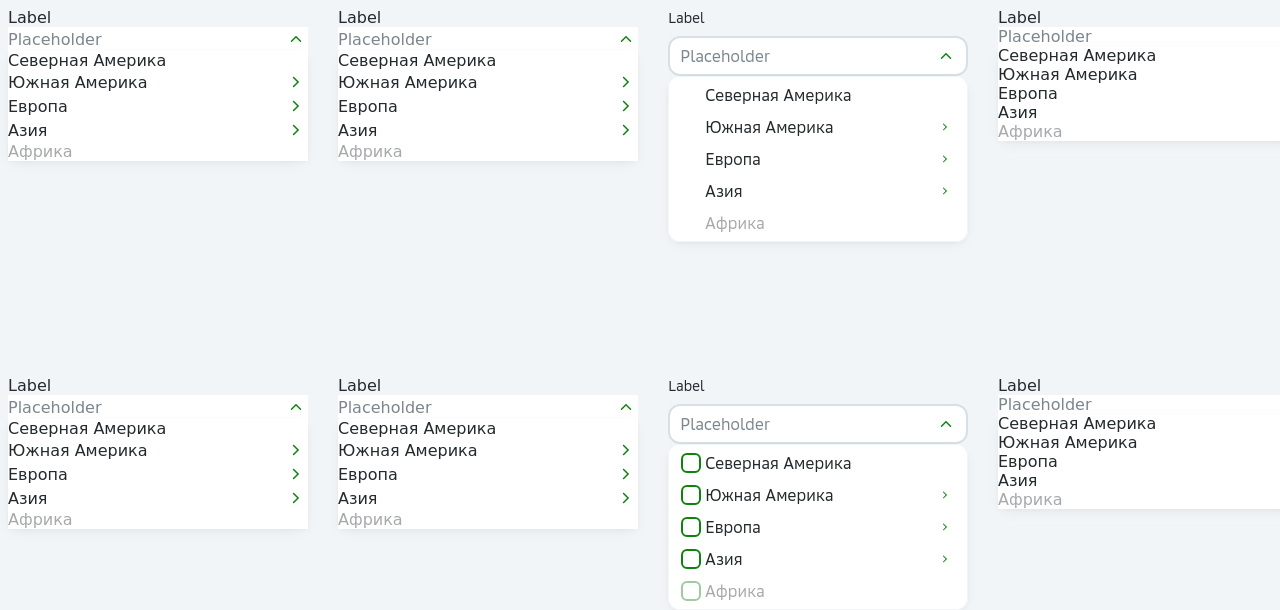 Label
Placeholder
Северная Америка
Южная Америка
Европа
Азия
Африка
Label
Placeholder
Северная Америка
Южная Америка
Европа
Азия
Африка
Label
Placeholder
Северная Америка
Южная Америка
Европа
Азия
Африка
Label
Placeholder
Северная Америка
Южная Америка
Европа
Азия
Африка
Label
Placeholder
Северная Америка
Южная Америка
Европа
Азия
Африка
Label
Placeholder
Северная Америка
Южная Америка
Европа
Азия
Африка
Label
Placeholder
Северная Америка
Южная Америка
Европа
Азия
Африка
Label
Placeholder
Северная Америка
Южная Америка
Европа
Азия
Африка